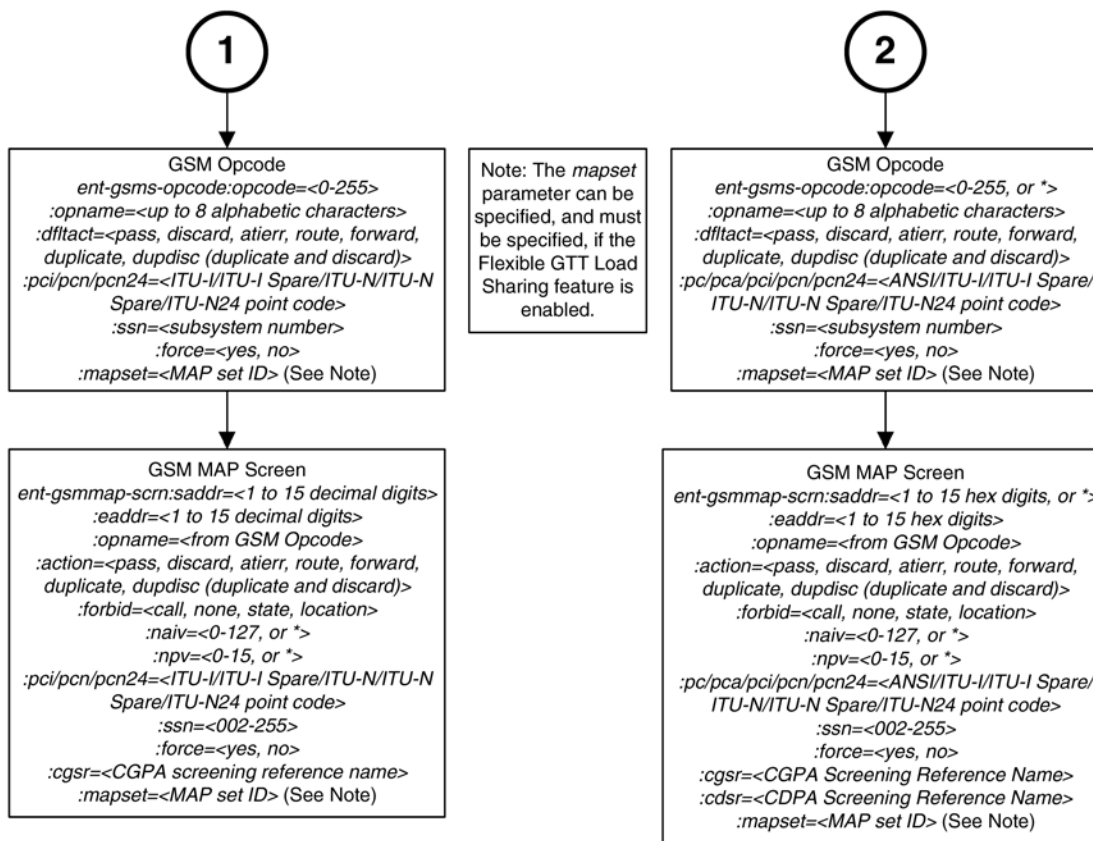 1
GSM Opcode
ent-gsms-opcode:opcode=<0-255>
:opname=<up to 8 alphabetic characters>
:dfltact=<pass, discard, atierr, route, forward,
duplicate, dupdisc (duplicate and discard)>
:pci/pcn/pcn24=<ITU-I/ITU-I Spare/ITU-N/ITU-N
Spare/ITU-N24 point code>
:ssn=<subsystem number>
:force=<yes, no>
:mapset=<MAP set ID> (See Note)
GSM MAP Screen
ent-gsmmap-scrn:saddr=<1 to 15 decimal digits>
:eaddr=<1 to 15 decimal digits>
:opname=<from GSM Opcode>
:action=<pass, discard, atierr, route, forward,
duplicate, dupdisc (duplicate and discard)>
:forbid=<call, none, state, location>
:naiv=<0-127, or *>
:npv=<0-15, or *>
:pci/pcn/pcn24=<ITU-I/ITU-I Spare/ITU-N/ITU-N
Spare/ITU-N24 point code>
:ssn=<002-255>
:force=<yes, no>
:cgsr=<CGPA screening reference name>
:mapset=<MAP set ID> (See Note)
Note: The mapset
parameter can be
specified, and must
be specified, if the
Flexible GTT Load
Sharing feature is
enabled.
2
GSM Opcode
ent-gsms-opcode:opcode=<0-255, or *>
:opname=<up to 8 alphabetic characters>
:dfltact=<pass, discard, atierr, route, forward,
duplicate, dupdisc (duplicate and discard)>
:pc/pca/pci/pcn/pcn24=<ANSI/ITU-I/ITU-I Spare/
ITU-N/ITU-N Spare/ITU-N24 point code>
:ssn=<subsystem number>
:force=<yes, no>
:mapset=<MAP set ID> (See Note)
GSM MAP Screen
ent-gsmmap-scrn:saddr=<1 to 15 hex digits, or *>
:eaddr=<1 to 15 hex digits>
:opname=<from GSM Opcode>
:action=<pass, discard, atierr, route, forward,
duplicate, dupdisc (duplicate and discard)>
:forbid=<call, none, state, location>
:naiv=<0-127, or *>
:npv=<0-15, or *>
:pc/pca/pci/pcn/pcn24=<ANSI/ITU-I/ITU-I Spare/
ITU-N/ITU-N Spare/ITU-N24 point code>
:ssn=<002-255>
:force=<yes, no>
:cgsr=<CGPA Screening Reference Name>
:cdsr=<CDPA Screening Reference Name>
:mapset=<MAP set ID> (See Note)